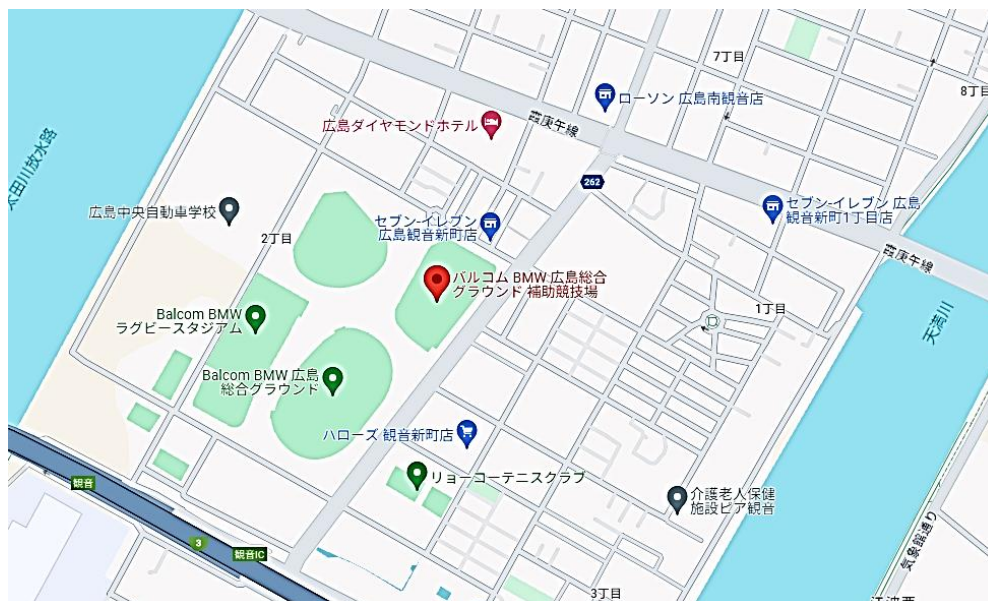 7丁目
8丁目
ローソン 広島南観音店
広島ダイヤモンドホテル
霞庚午線
太田川放水路
262
広島中央自動車学校
セブン-イレブン 広島
観音新町1丁目店
セブン-イレブン
広島観音新町店
2丁目
霞庚午線
バルコム BMW 広島総合
グラウンド 補助競技場
1丁目
天満川
Balcom BMW
ラグビースタジアム
Balcom BMW 広島
総合グラウンド
ハローズ 観音新町店
リョーコーテニスクラブ
観音
介護老人保健
施設ピア観音
3
観音IC
気象館通り
3丁目